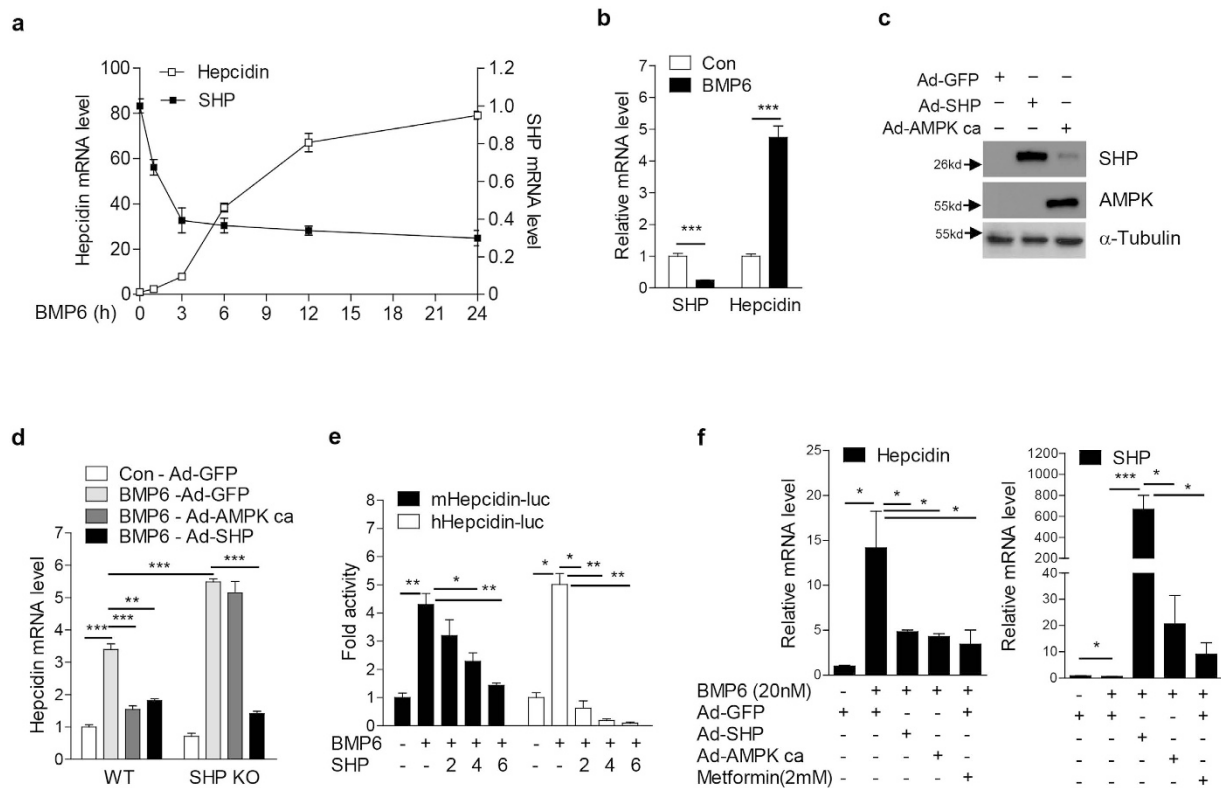 a
Hepcidin
SHP
100
80
60
40
20
0
Hepcidin mRNA level
1.2
1.0
0.8
0.6
0.4
0.2
0
SHP mRNA level
BMP6 (h) 0 3 6 9 12 15 18 21 24
b
Con
BMP6
7
6
5
4
3
2
1
0
Relative mRNA level
*** ***
SHP Hepcidin
c
Ad-GFP + – –
Ad-SHP – + –
Ad-AMPK ca – – +
26kd SHP
55kd AMPK
55kd α-Tubulin
d
Con - Ad-GFP
BMP6 -Ad-GFP
BMP6 - Ad-AMPK ca
BMP6 - Ad-SHP
7
6
5
4
3
2
1
0
Hepcidin mRNA level
*** ***
**
***
***
WT SHP KO
e
mHepcidin-luc
hHepcidin-luc
8
7
6
5
4
3
2
1
0
Fold activity
** * ** * * ** **
BMP6 - + + + + - + + + +
SHP - - 2 4 6 - - 2 4 6
f
Hepcidin
25
20
15
10
5
0
Relative mRNA level
* * * *
BMP6 (20nM) - + + + +
Ad-GFP + + - - +
Ad-SHP - - + - -
Ad-AMPK ca - - - + -
Metformin(2mM) - - - - +
SHP
1200
1000
800
600
400
200
40
30
20
10
0
Relative mRNA level
* *** * *
- + + + +
+ + - - +
- - + - -
- - - + -
- - - - +